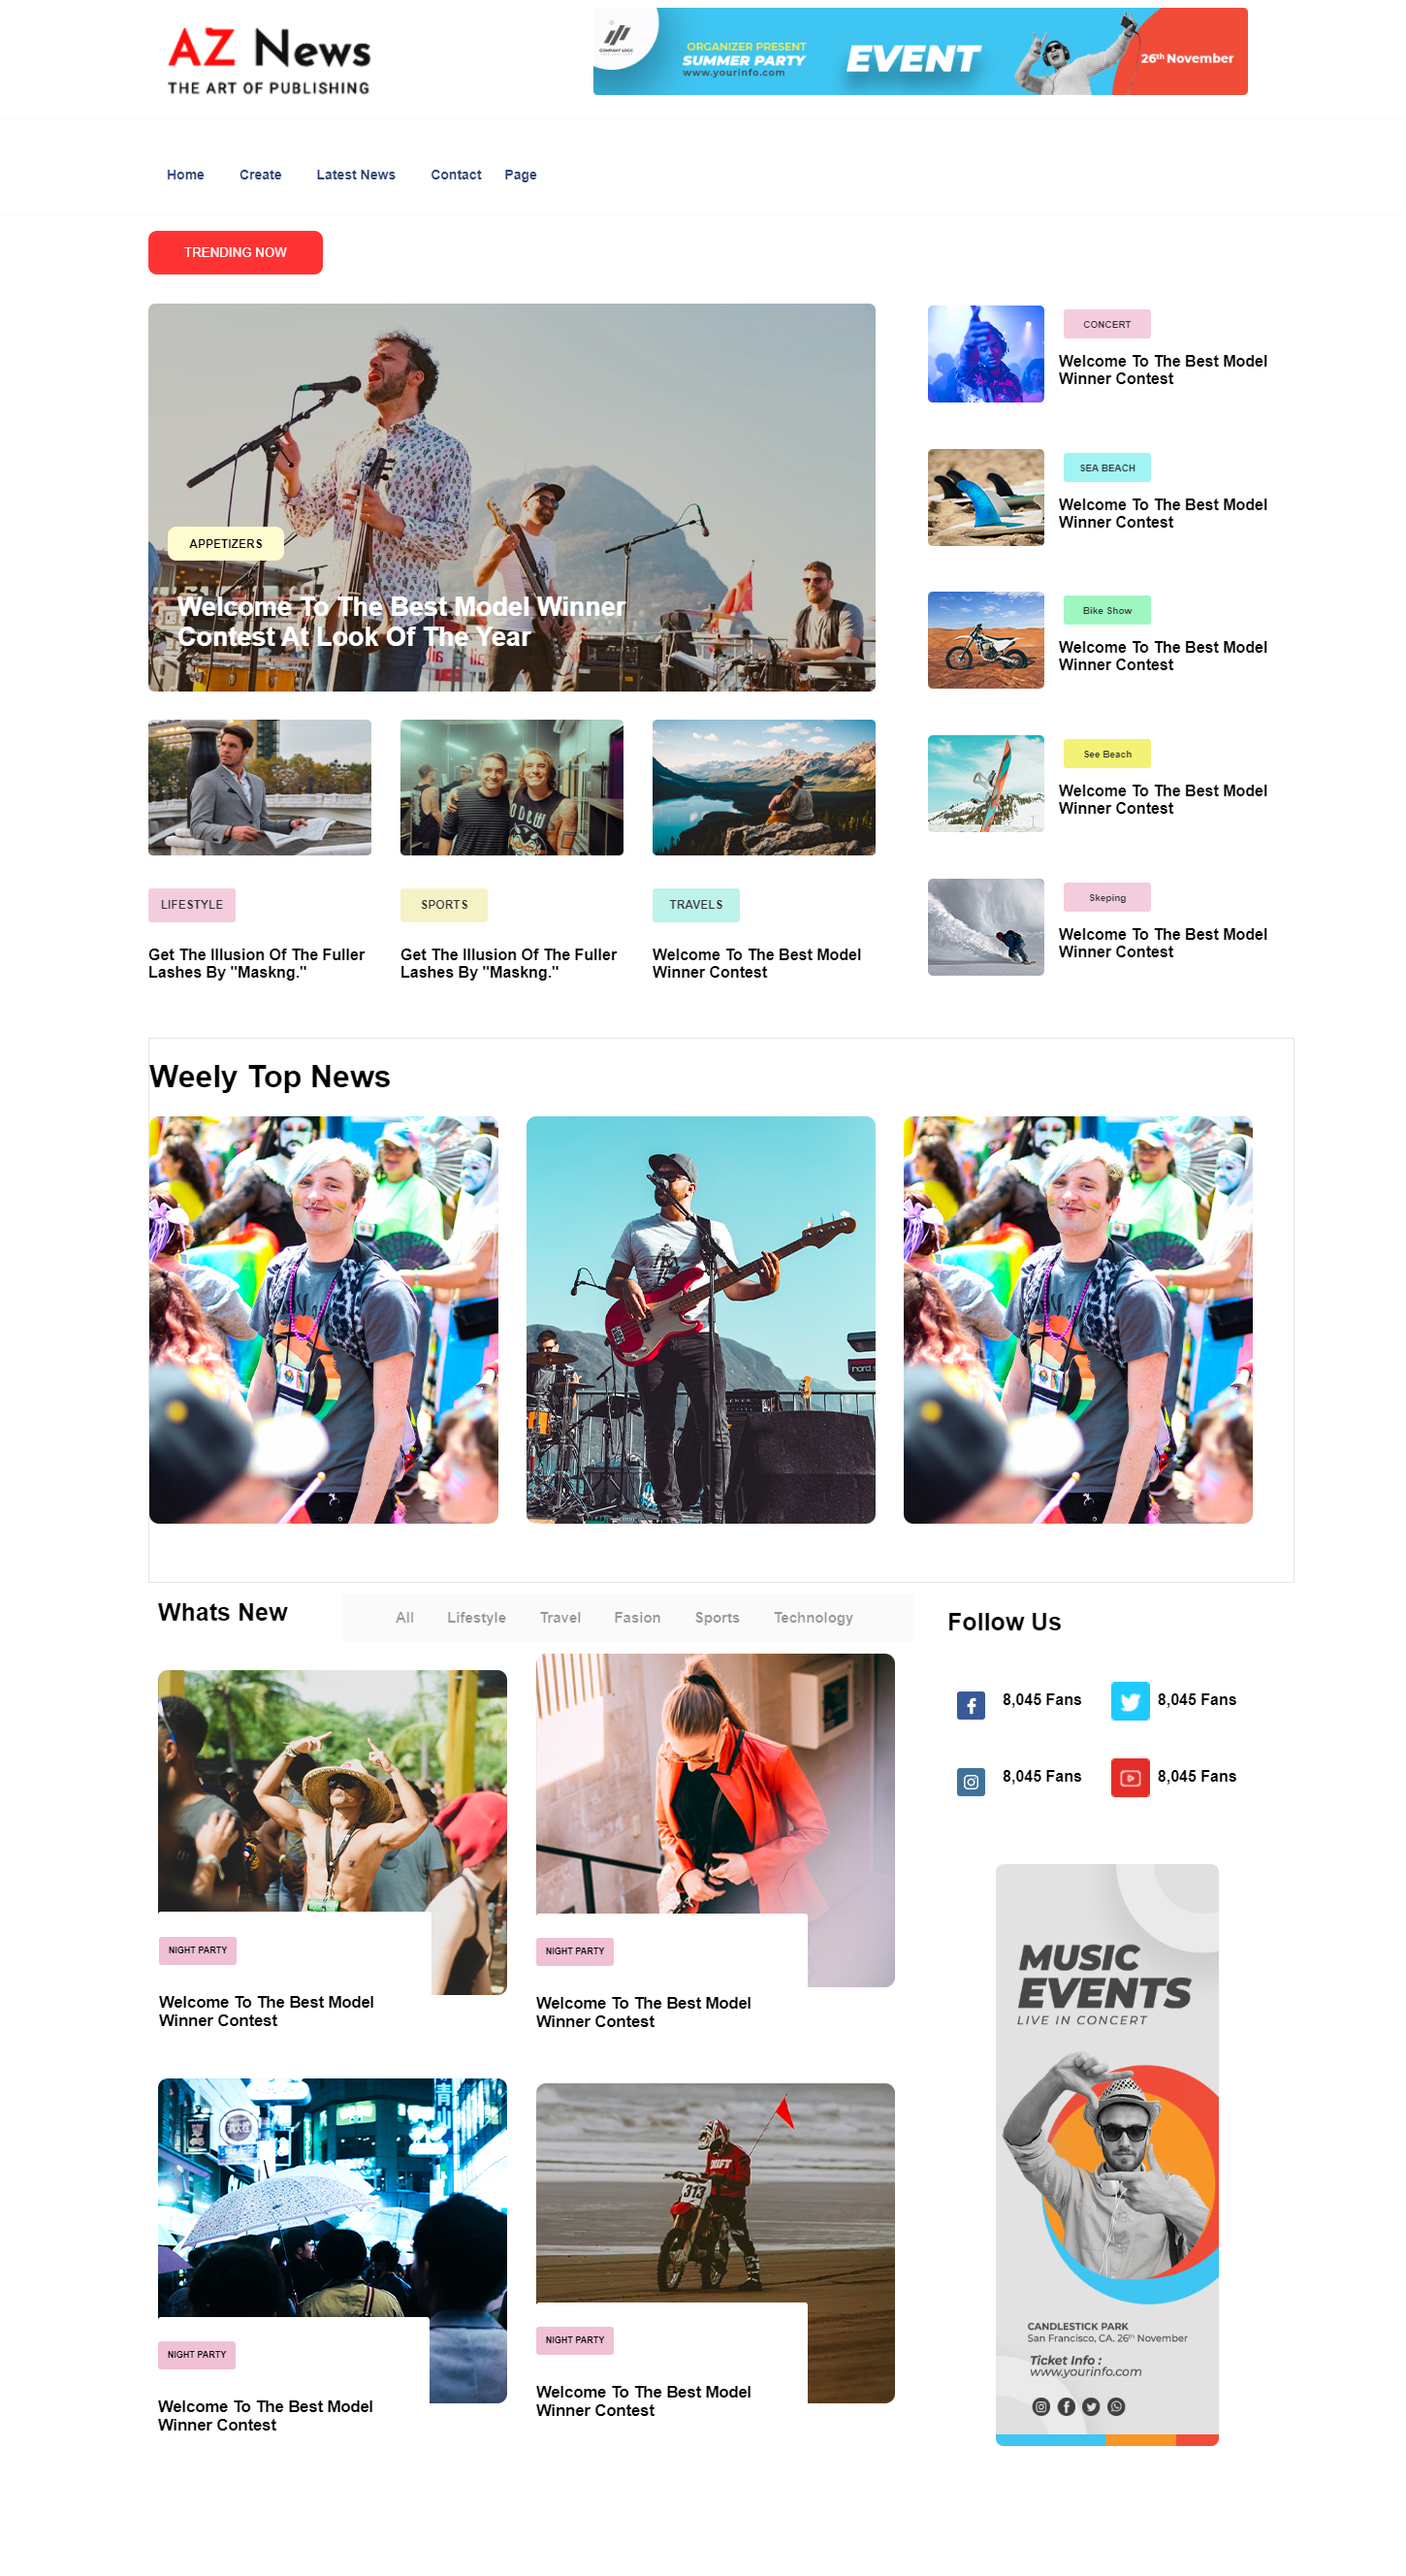 AZ News
THE ART OF PUBLISHING
COMPANY LOGO
ORGANIZER PRESENT
SUMMER PARTY
www.yourinfo.com
EVENT
26th November
Home Create Latest News Contact Page
TRENDING NOW
APPETIZERS
Welcome To The Best Model Winner
Contest At Look Of The Year
CONCERT
Welcome To The Best Model
Winner Contest
SEA BEACH
Welcome To The Best Model
Winner Contest
Bike Show
Welcome To The Best Model
Winner Contest
See Beach
Welcome To The Best Model
Winner Contest
Skeping
Welcome To The Best Model
Winner Contest
LIFESTYLE
Get The Illusion Of The Fuller
Lashes By "Maskng."
SPORTS
Get The Illusion Of The Fuller
Lashes By "Maskng."
TRAVELS
Welcome To The Best Model
Winner Contest
Weely Top News
nord
Whats New
All Lifestyle Travel Fasion Sports Technology
NIGHT PARTY
Welcome To The Best Model
Winner Contest
NIGHT PARTY
Welcome To The Best Model
Winner Contest
313
NIGHT PARTY
Welcome To The Best Model
Winner Contest
NIGHT PARTY
Welcome To The Best Model
Winner Contest
Follow Us
8,045 Fans
8,045 Fans
8,045 Fans
8,045 Fans
MUSIC
EVENTS
LIVE IN CONCERT
CANDLESTICK PARK
San Francisco, CA. 26th November
Ticket Info :
www.yourinfo.com